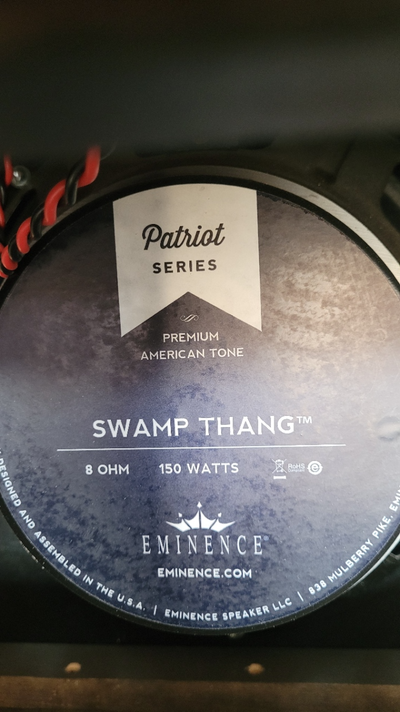 Patriot
SERIES
PREMIUM
AMERICAN TONE
SWAMP THANG™
8 OHM 150 WATTS RoHS
EMINENCE
EMINENCE.COM
DESIGNED AND ASSEMBLED IN THE U.S.A. | EMINENCE SPEAKER LLC | 838 MULBERRY PIKE,